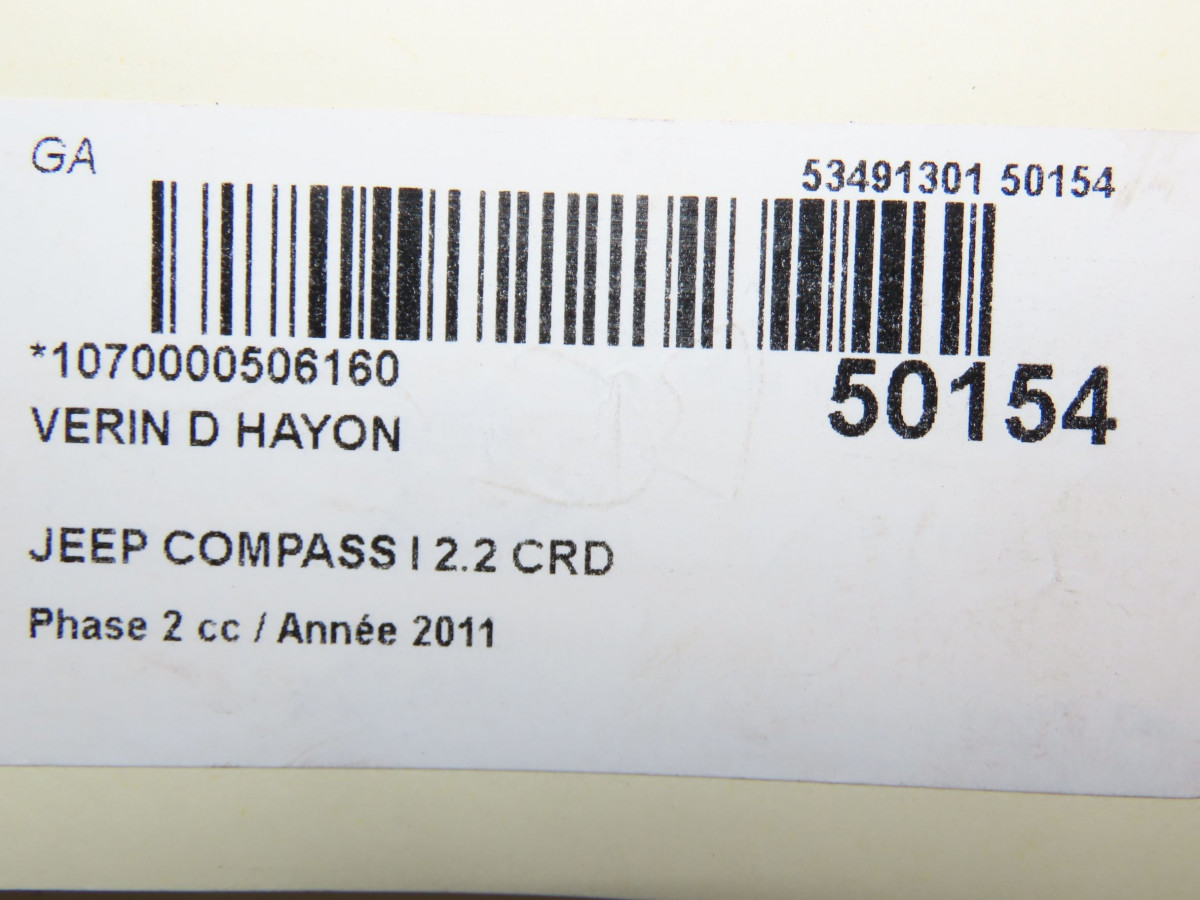 GA
53491301 50154
*1070000506160
50154
VERIN D HAYON
JEEP COMPASS I 2.2 CRD
Phase 2 cc / Année 2011